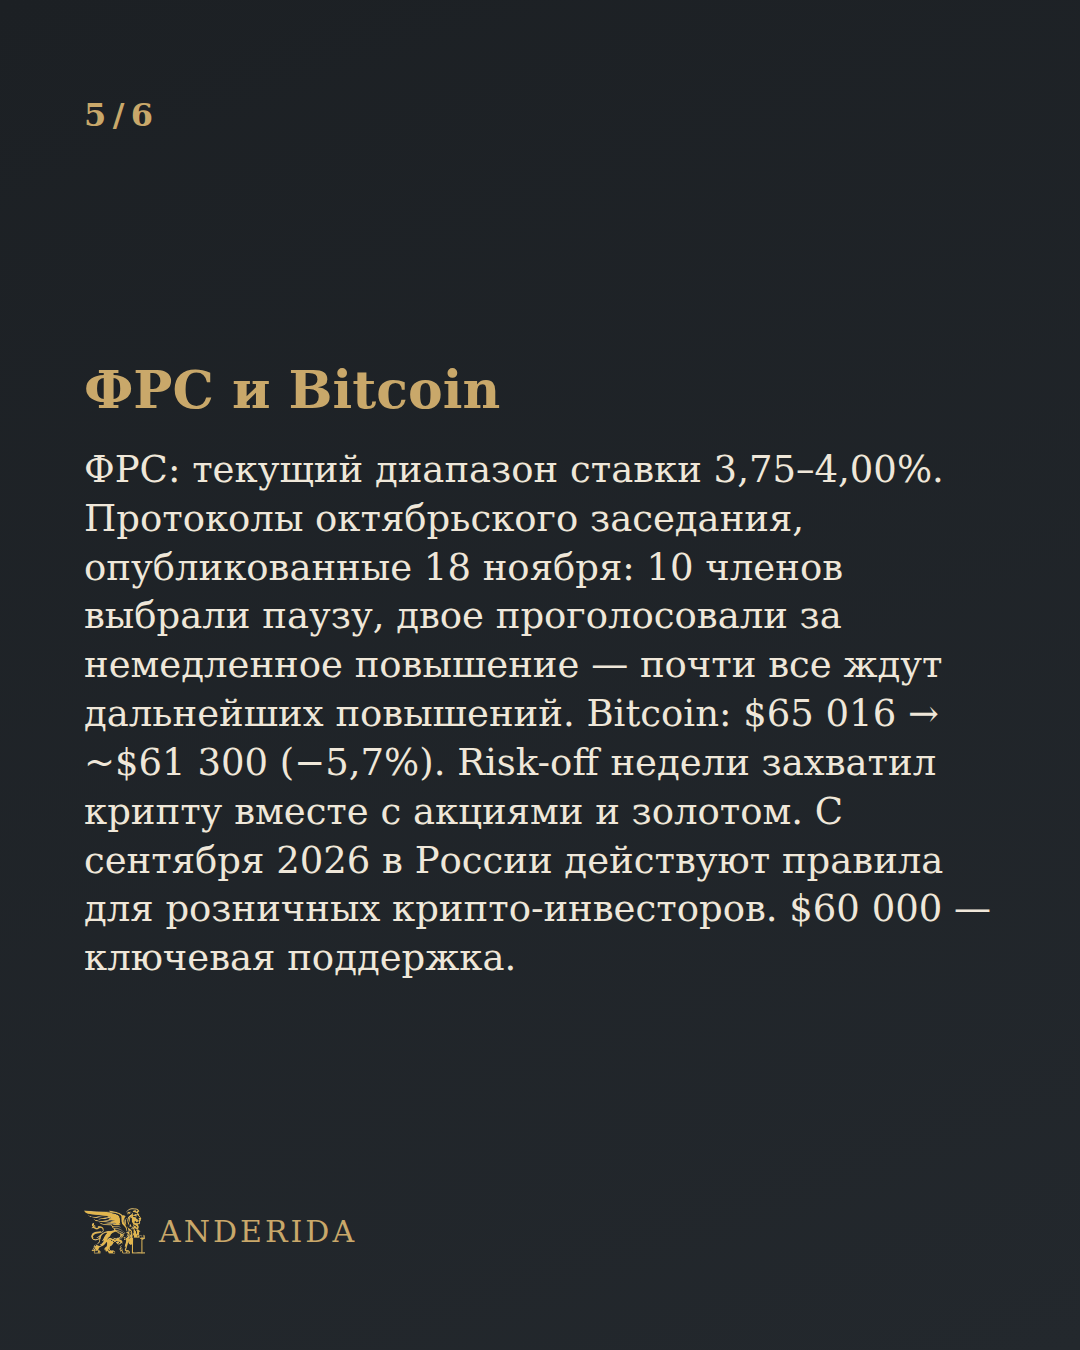 5/6
ФРС и Bitcoin
ФРС: текущий диапазон ставки 3,75–4,00%.
Протоколы октябрьского заседания,
опубликованные 18 ноября: 10 членов
выбрали паузу, двое проголосовали за
немедленное повышение — почти все ждут
дальнейших повышений. Bitcoin: $65 016 →
~$61 300 (−5,7%). Risk-off недели захватил
крипту вместе с акциями и золотом. С
сентября 2026 в России действуют правила
для розничных крипто-инвесторов. $60 000 —
ключевая поддержка.
ANDERIDA